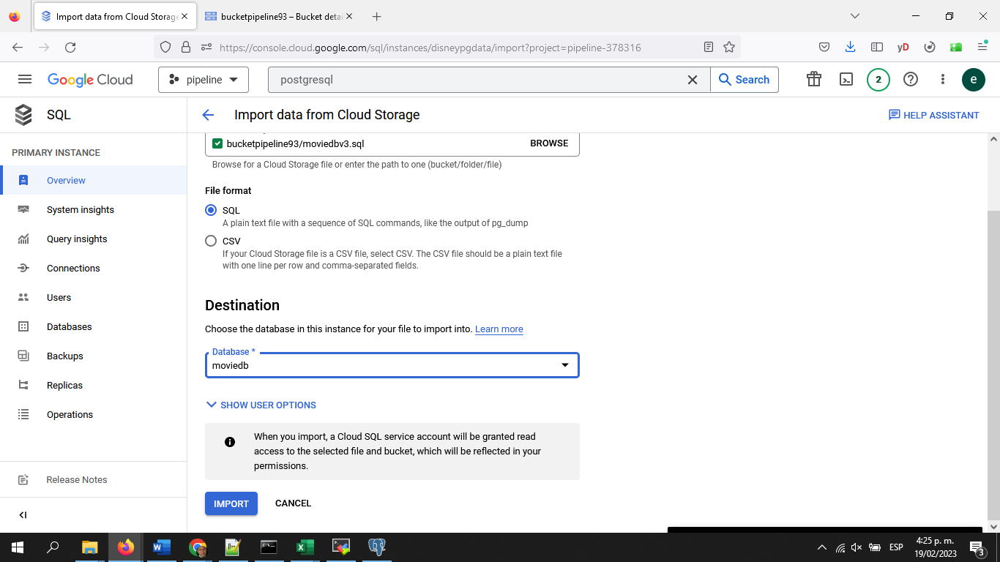 Import data from Cloud Storage
bucketpipeline93 – Bucket detai
https://console.cloud.google.com/sql/instances/disneypgdata/import?project=pipeline-378316
yD
Google Cloud
pipeline
postgresql
Search
2
e
SQL
Import data from Cloud Storage
HELP ASSISTANT
PRIMARY INSTANCE
Overview
System insights
Query insights
Connections
Users
Databases
Backups
Replicas
Operations
Release Notes
bucketpipeline93/moviedbv3.sql
BROWSE
Browse for a Cloud Storage file or enter the path to one (bucket/folder/file)
File format
SQL
A plain text file with a sequence of SQL commands, like the output of pg_dump
CSV
If your Cloud Storage file is a CSV file, select CSV. The CSV file should be a plain text file
with one line per row and comma-separated fields.
Destination
Choose the database in this instance for your file to import into. Learn more
Database *
moviedb
SHOW USER OPTIONS
When you import, a Cloud SQL service account will be granted read
access to the selected file and bucket, which will be reflected in your
permissions.
IMPORT
CANCEL
ESP
4:25 p. m.
19/02/2023
3